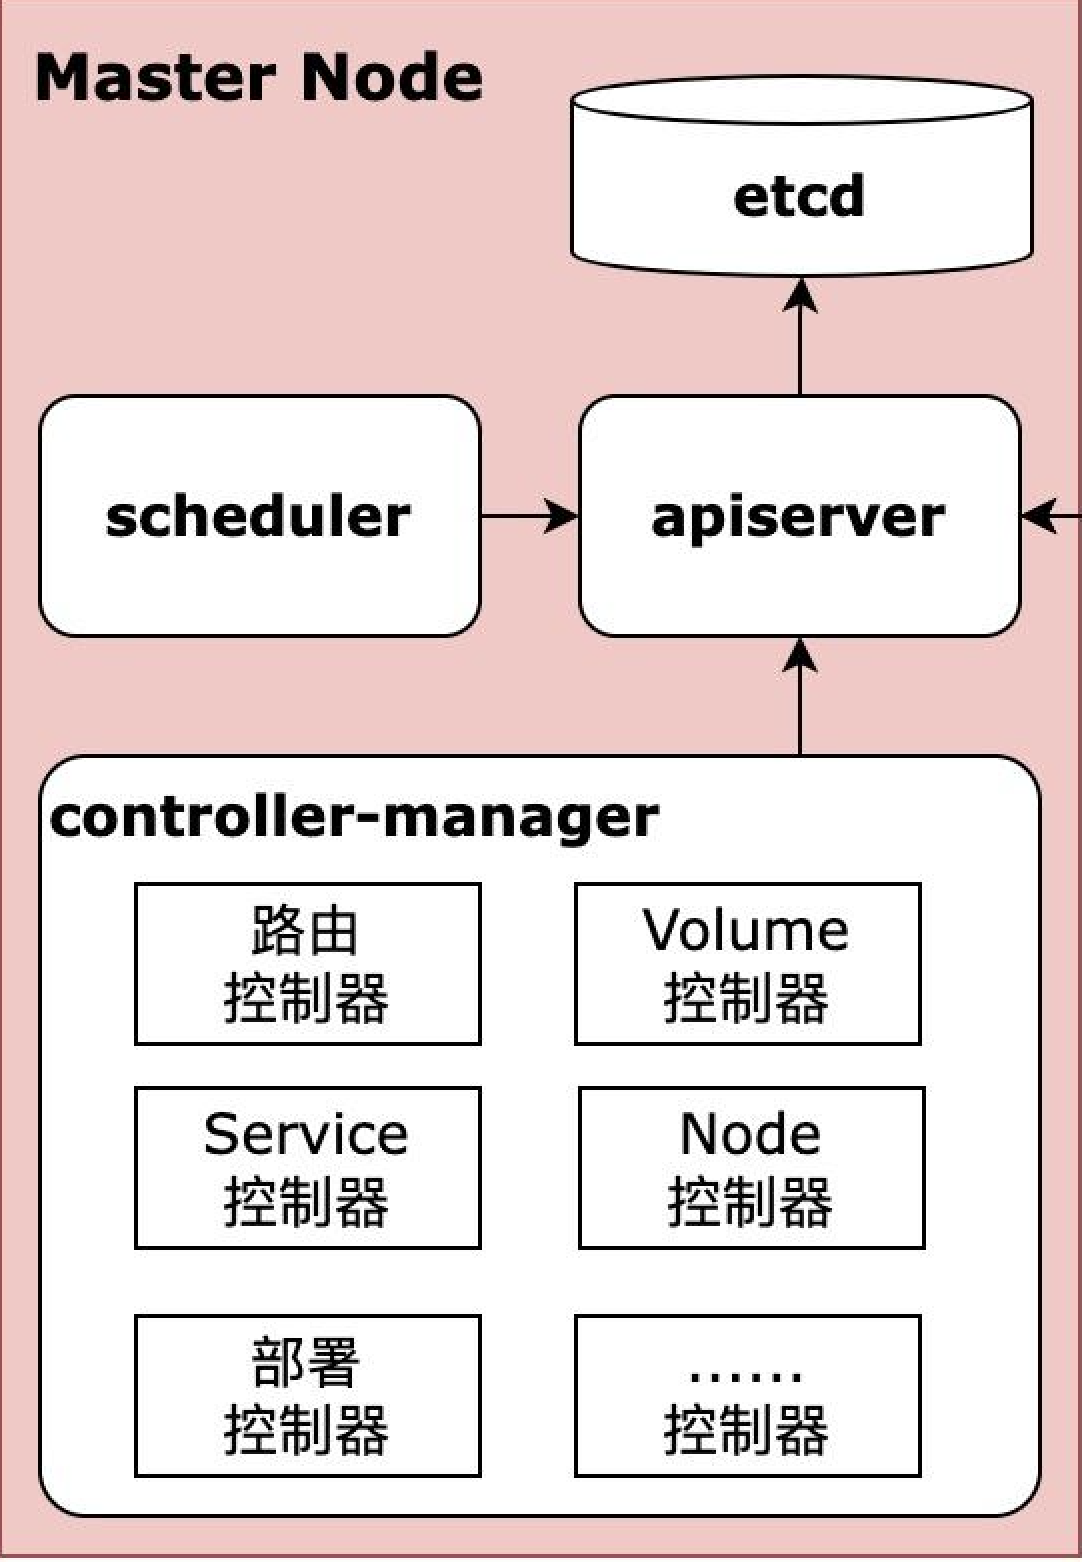 Master Node
etcd
scheduler
apiserver
controller-manager
路由
控制器
Volume
控制器
Service
控制器
Node
控制器
部署
控制器
......
控制器